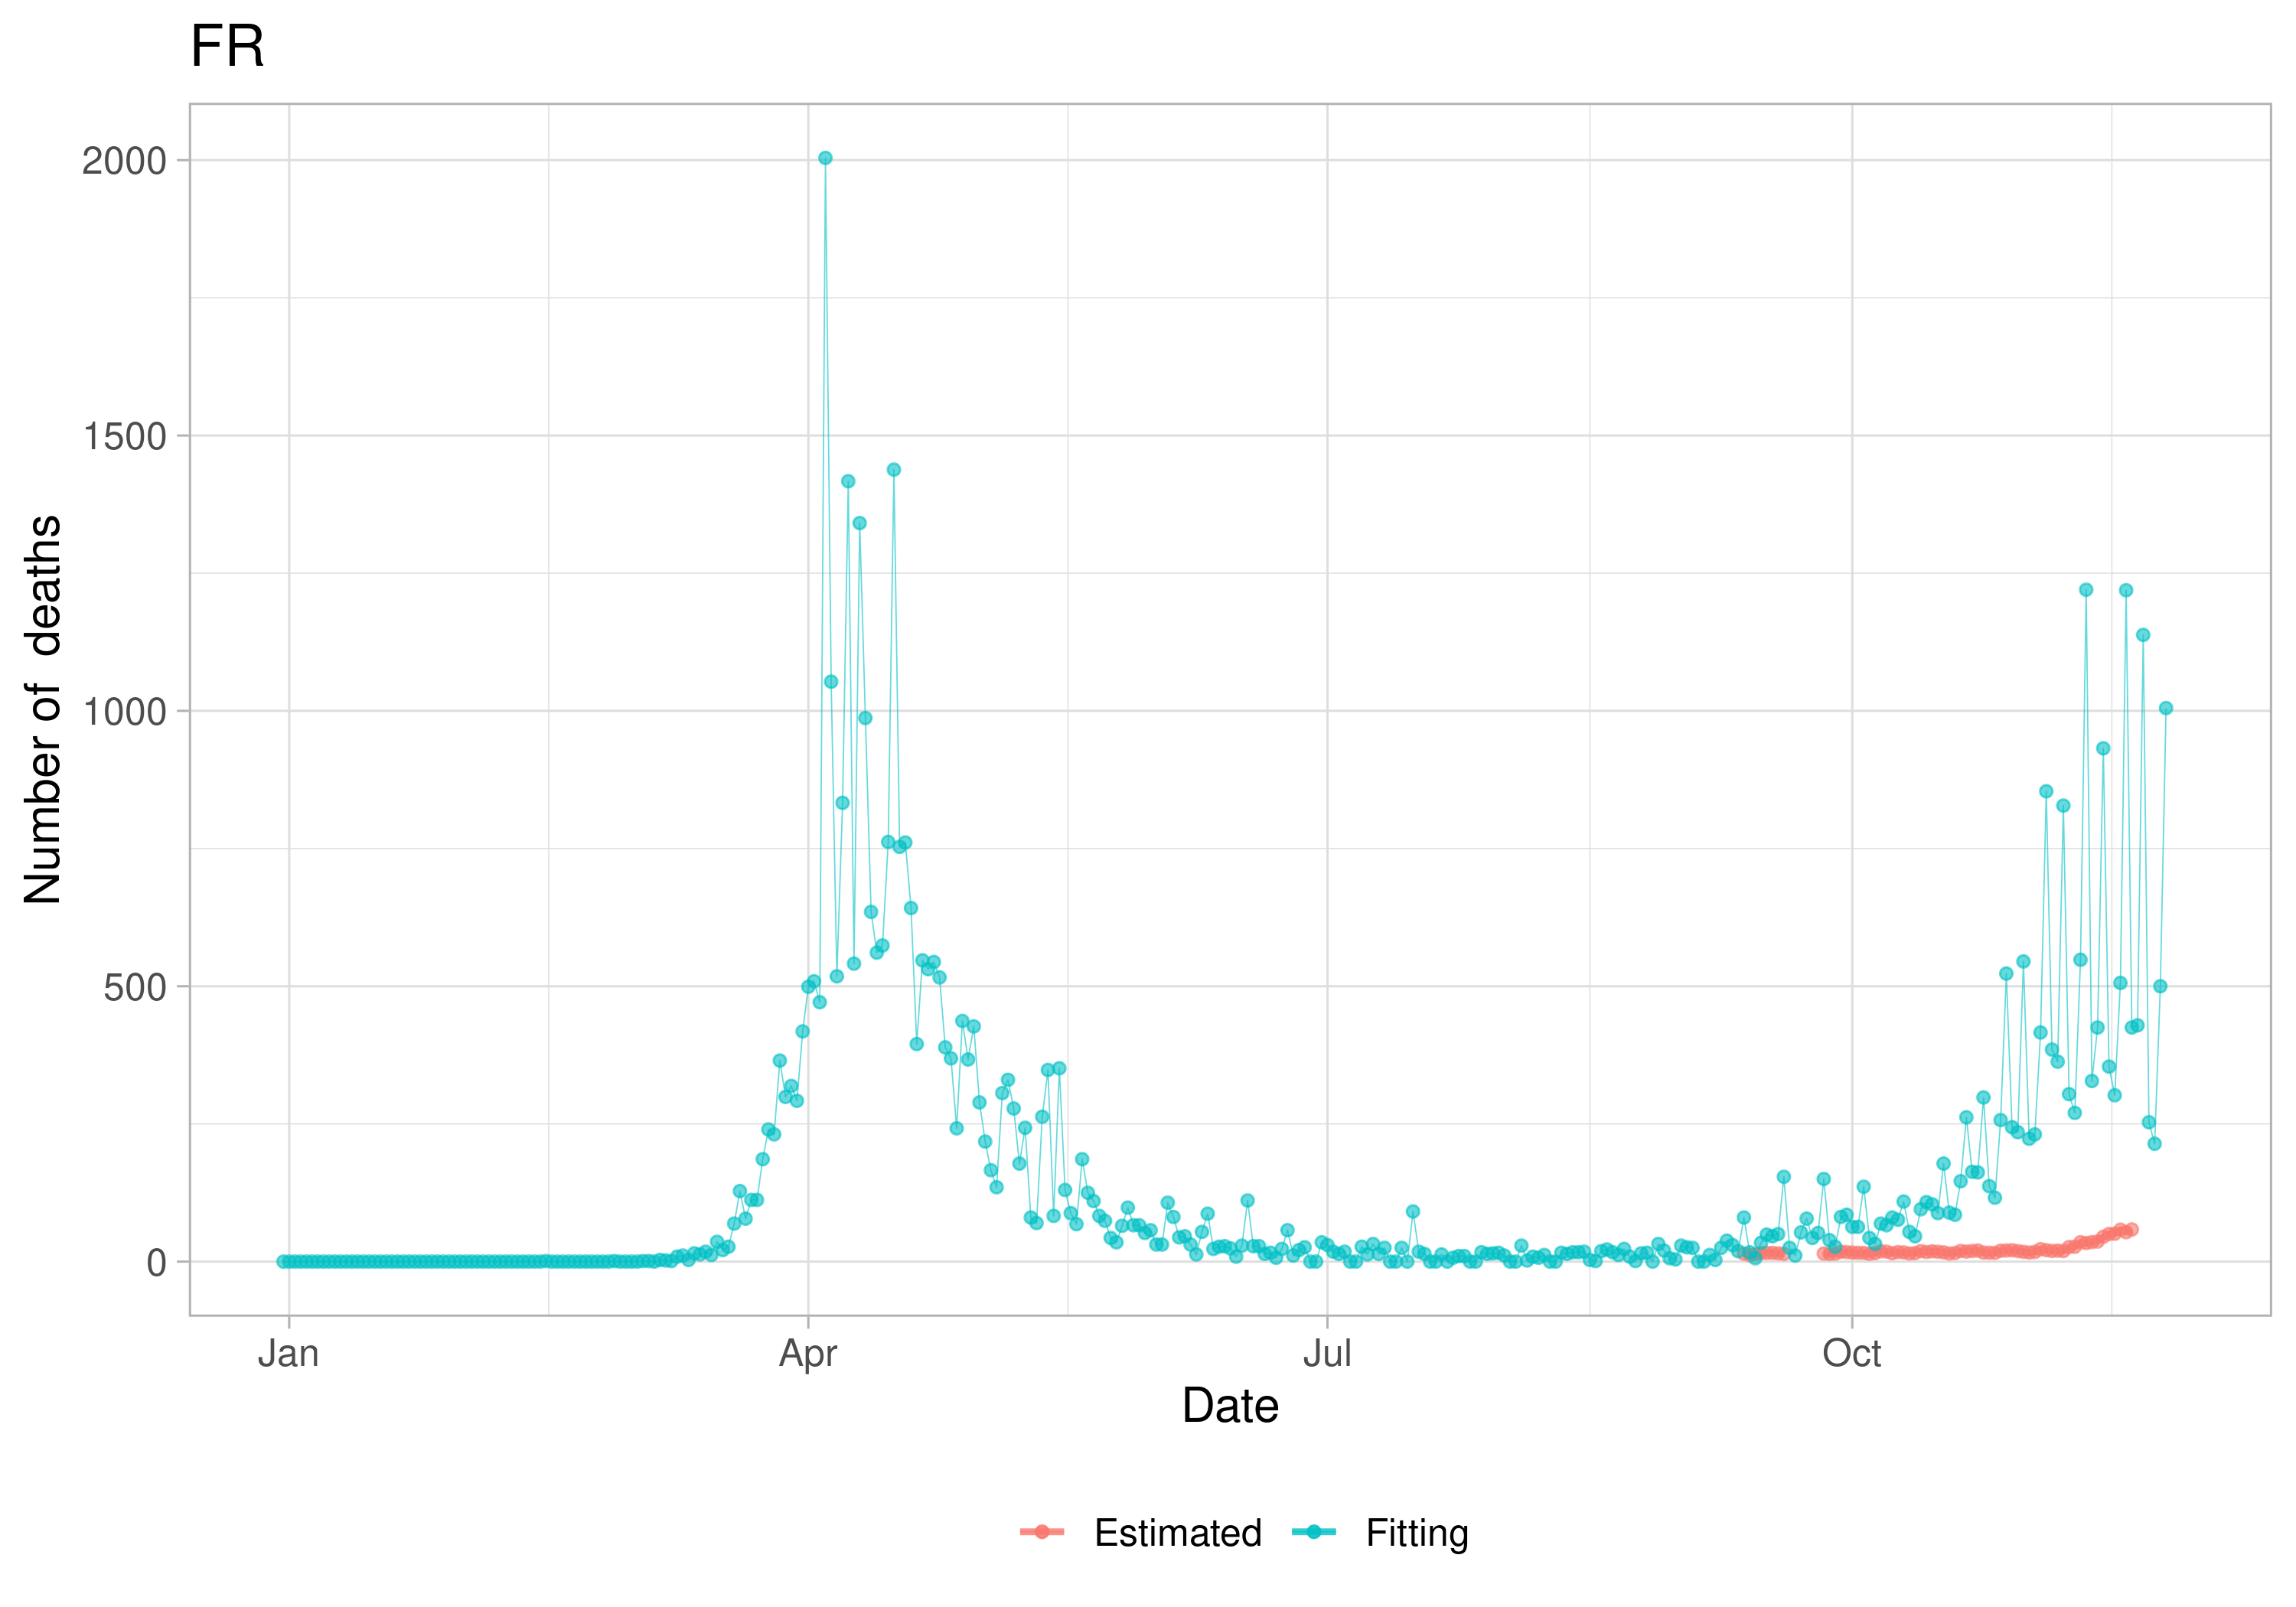 FR
2000
1500
1000
500
0
Number of deaths
Jan Apr Jul Oct
Date
Estimated Fitting